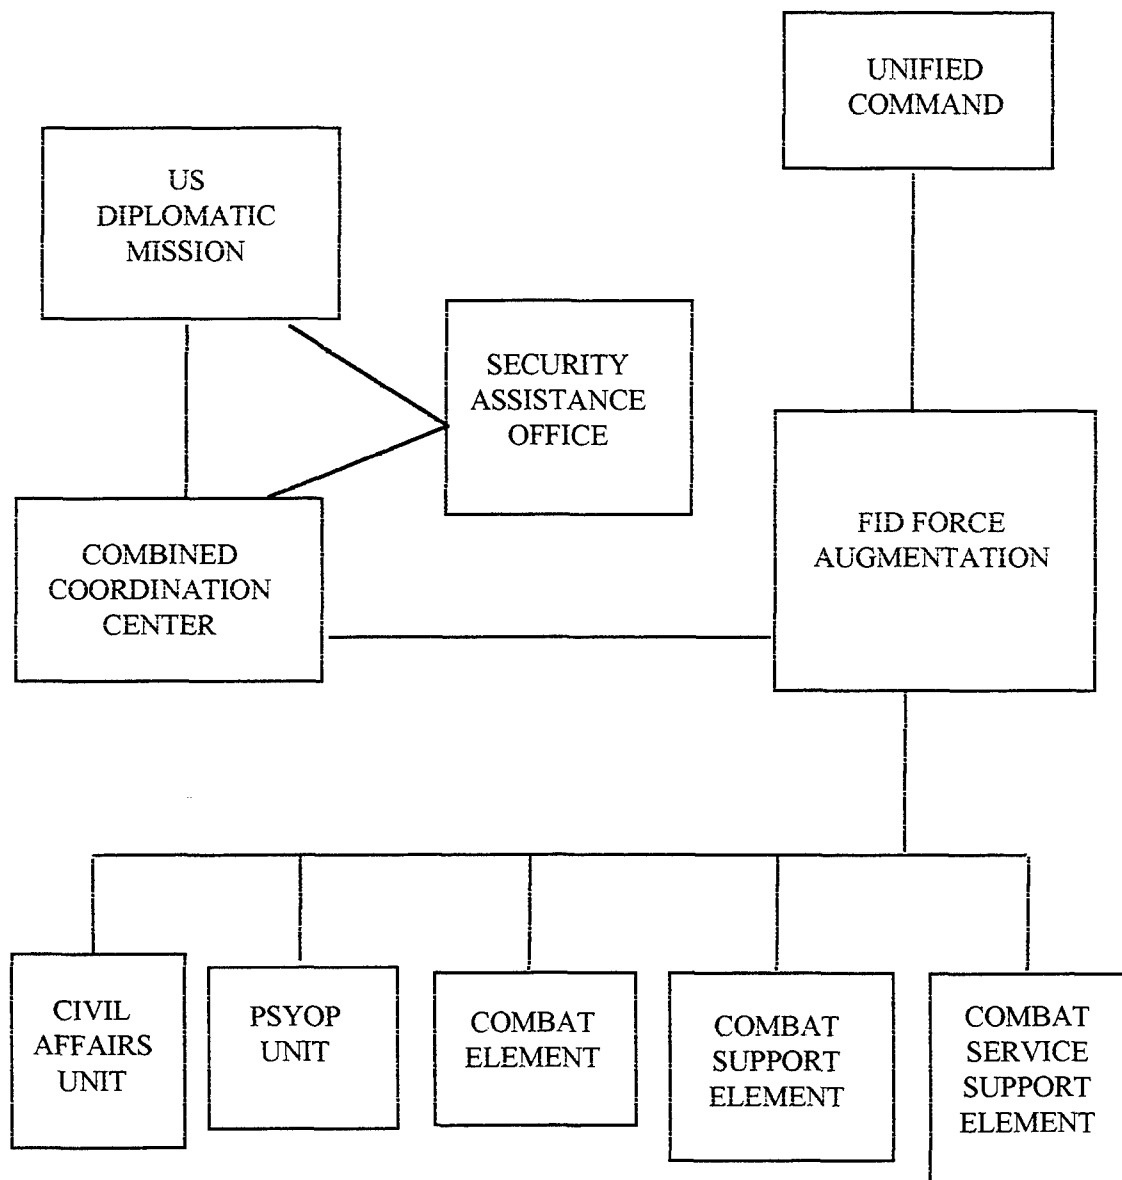 UNIFIED
COMMAND
US
DIPLOMATIC
MISSION
SECURITY
ASSISTANCE
OFFICE
COMBINED
COORDINATION
CENTER
FID FORCE
AUGMENTATION
CIVIL
AFFAIRS
UNIT
PSYOP
UNIT
COMBAT
ELEMENT
COMBAT
SUPPORT
ELEMENT
COMBAT
SERVICE
SUPPORT
ELEMENT